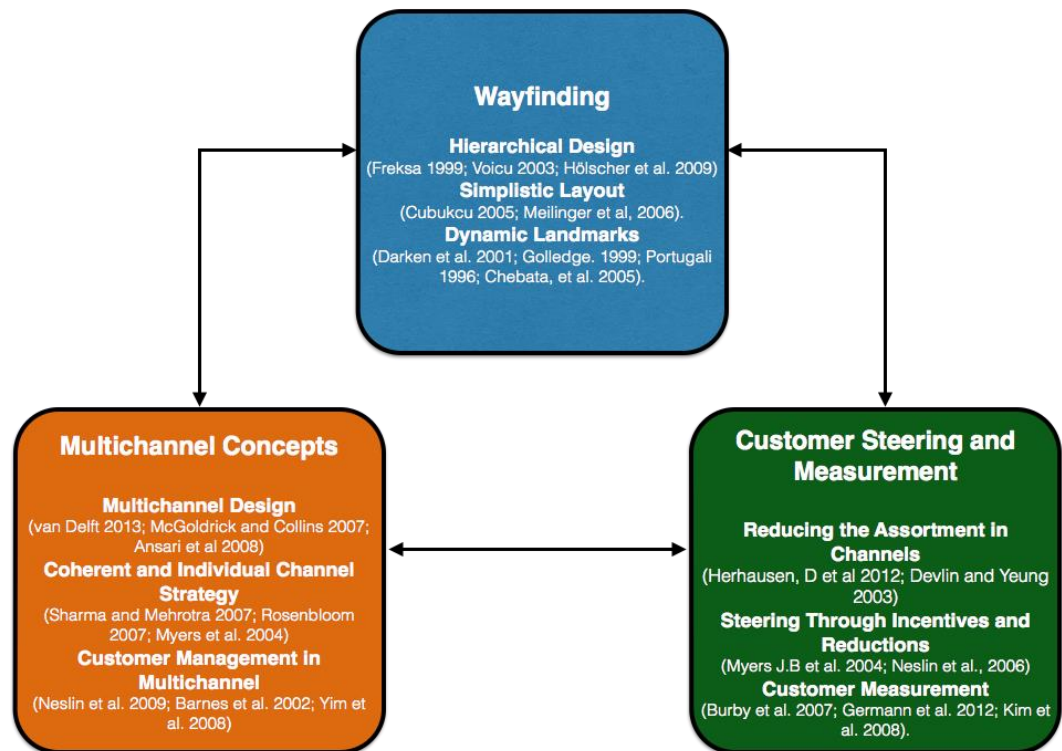 Wayfinding
Hierarchical Design
(Freksa 1999; Voicu 2003; Hölscher et al. 2009)
Simplistic Layout
(Cubukcu 2005; Meilinger et al, 2006).
Dynamic Landmarks
(Darken et al. 2001; Golledge. 1999; Portugali
1996; Chebata, et al. 2005).
Multichannel Concepts
Multichannel Design
(van Delft 2013; McGoldrick and Collins 2007;
Ansari et al 2008)
Coherent and Individual Channel
Strategy
(Sharma and Mehrotra 2007; Rosenbloom
2007; Myers et al. 2004)
Customer Management in
Multichannel
(Neslin et al. 2009; Barnes et al. 2002; Yim et
al. 2008)
Customer Steering and
Measurement
Reducing the Assortment in
Channels
(Herhausen, D et al 2012; Devlin and Yeung
2003)
Steering Through Incentives and
Reductions
(Myers J.B et al. 2004; Neslin et al., 2006)
Customer Measurement
(Burby et al. 2007; Germann et al. 2012; Kim et
al. 2008).